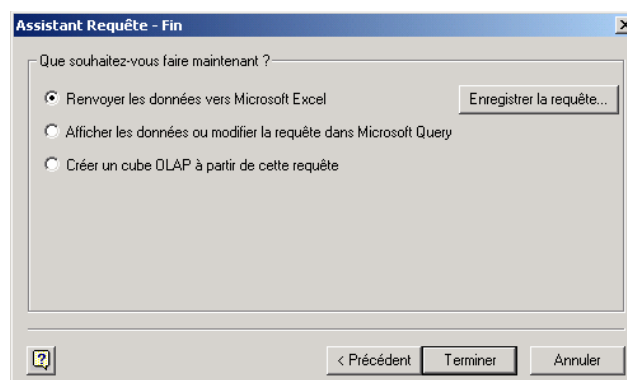 Assistant Requête - Fin
Que souhaitez-vous faire maintenant ?
Renvoyer les données vers Microsoft Excel
Enregistrer la requête...
Afficher les données ou modifier la requête dans Microsoft Query
Créer un cube OLAP à partir de cette requête
< Précédent
Terminer
Annuler